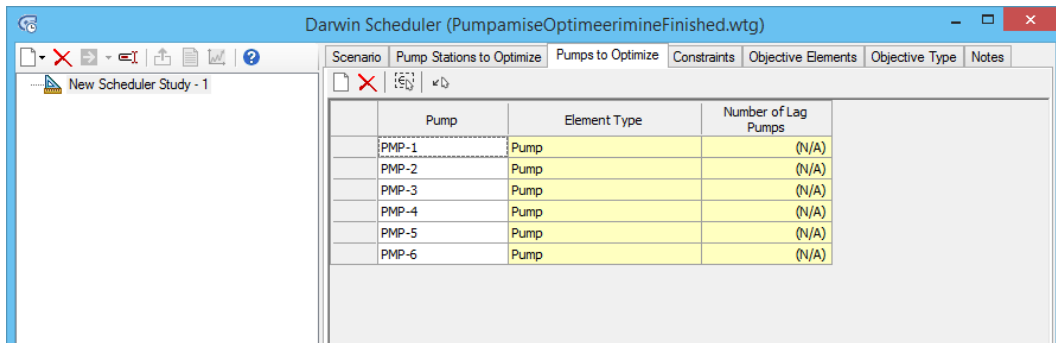 Darwin Scheduler (PumpamiseOptimeerimineFinished.wtg)
New Scheduler Study - 1
Scenario Pump Stations to Optimize Pumps to Optimize Constraints Objective Elements Objective Type Notes
Pump Element Type Number of Lag
Pumps
PMP-1 Pump (N/A)
PMP-2 Pump (N/A)
PMP-3 Pump (N/A)
PMP-4 Pump (N/A)
PMP-5 Pump (N/A)
PMP-6 Pump (N/A)